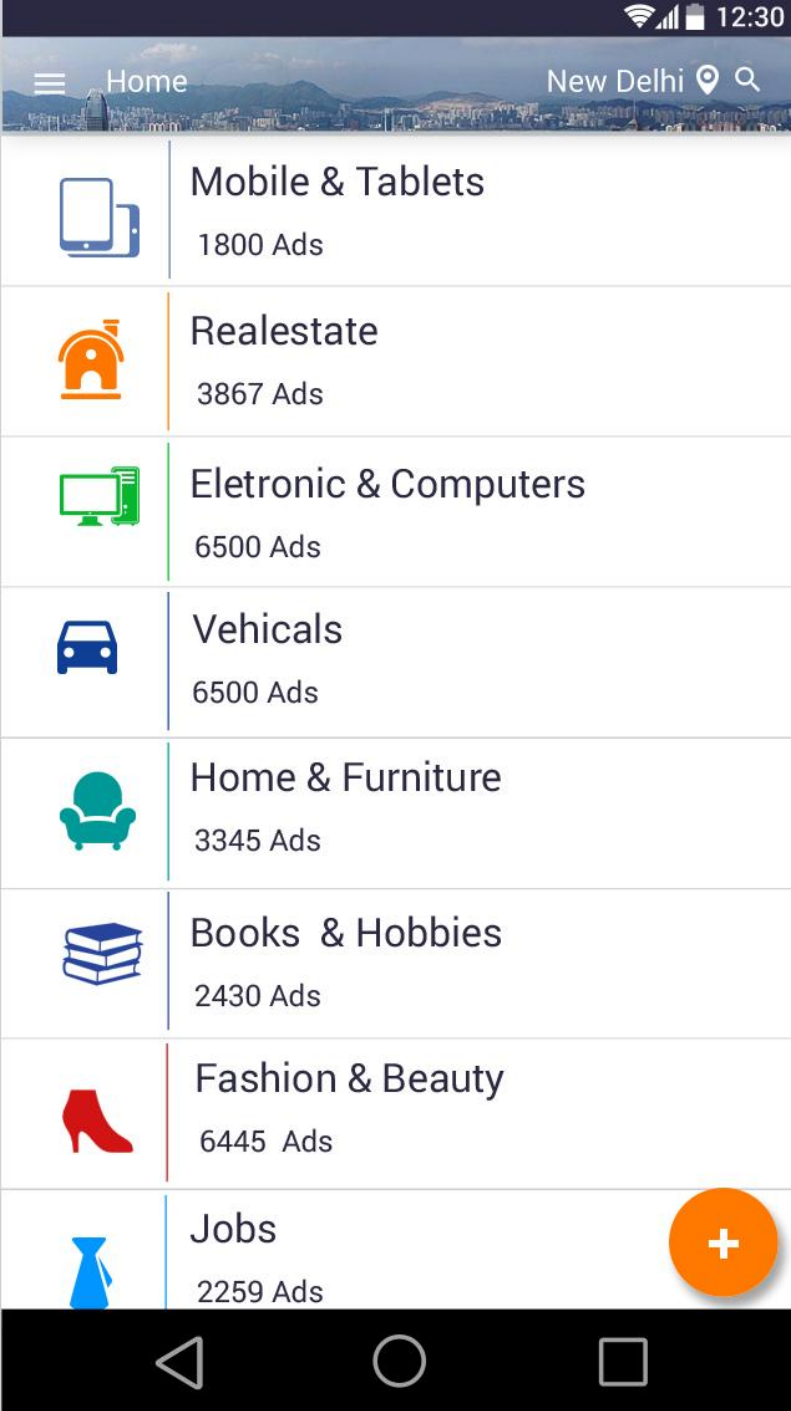 12:30
Home New Delhi
Mobile & Tablets
1800 Ads
Realestate
3867 Ads
Eletronic & Computers
6500 Ads
Vehicals
6500 Ads
Home & Furniture
3345 Ads
Books & Hobbies
2430 Ads
Fashion & Beauty
6445 Ads
Jobs
2259 Ads